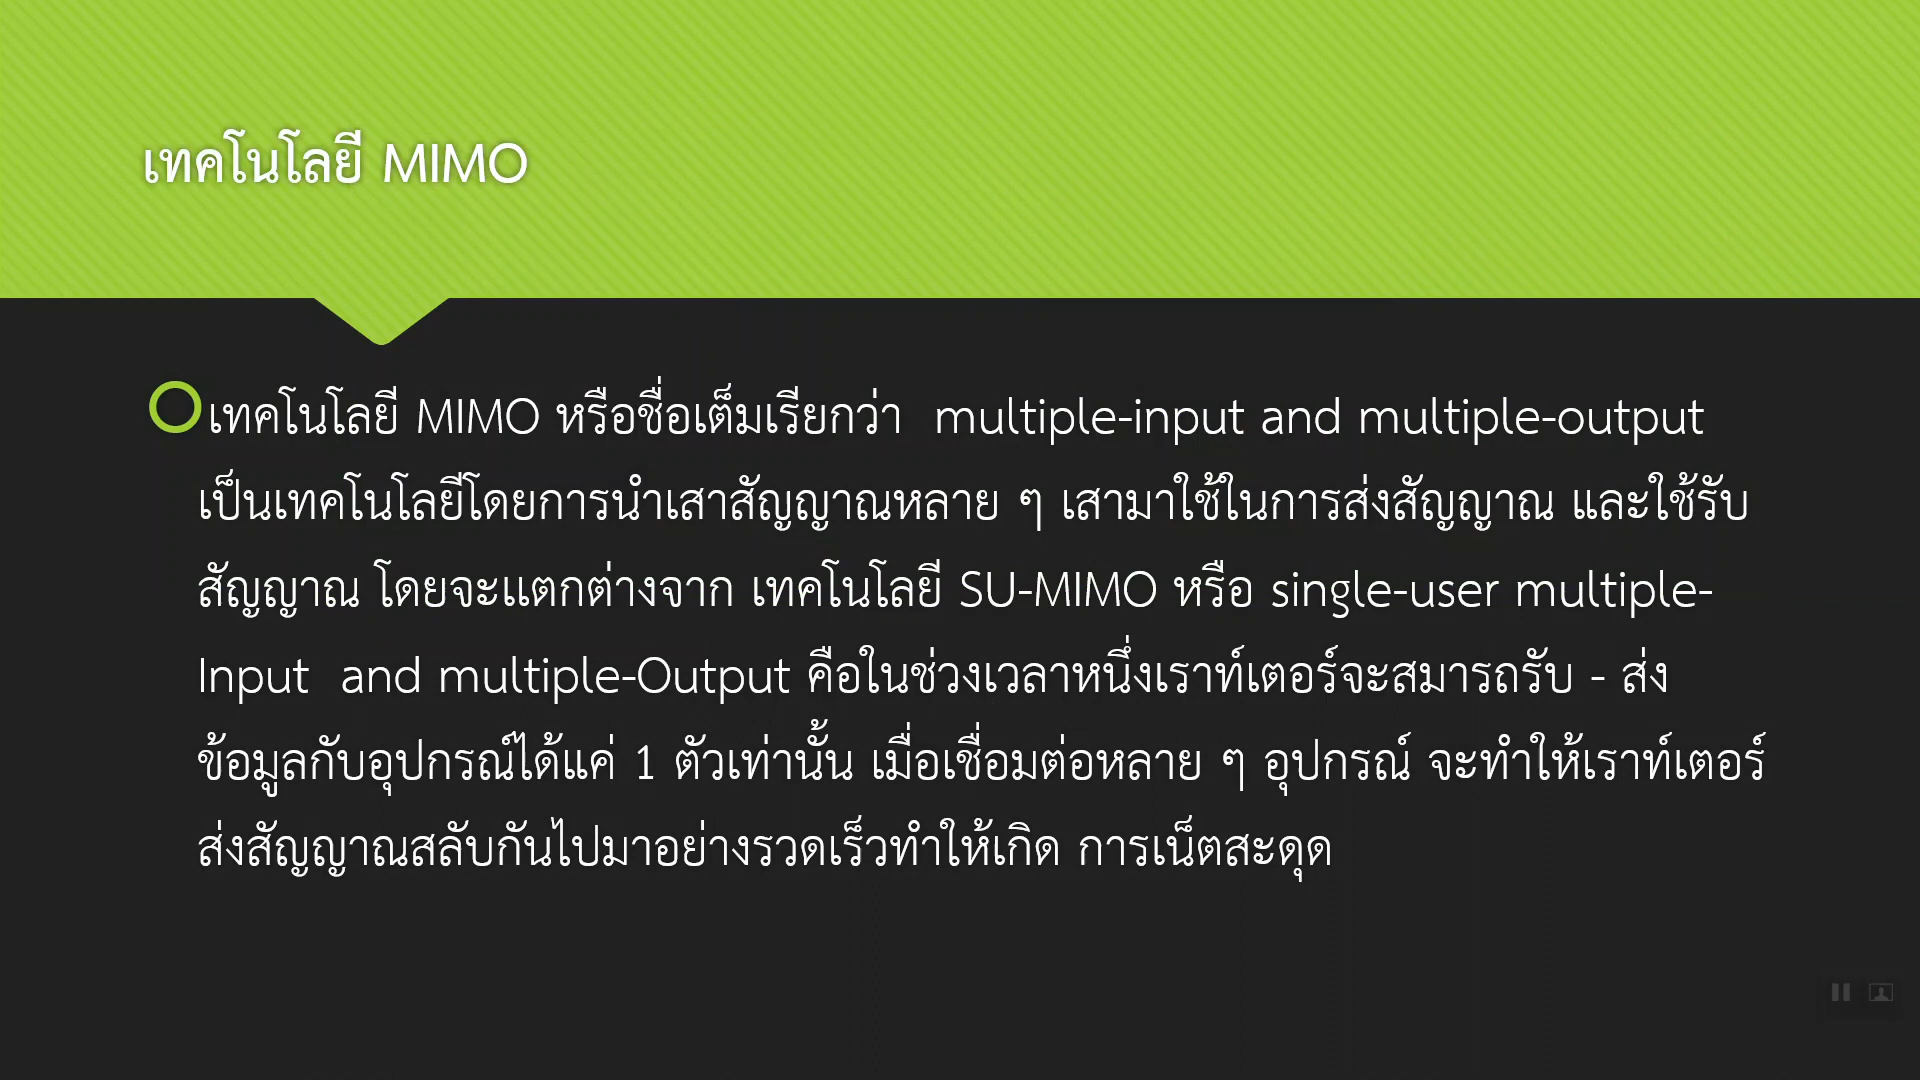 เทคโนโลยี MIMO
เทคโนโลยี MIMO หรือชื่อเต็มเรียกว่า  multiple-input and multiple-output
เป็นเทคโนโลยีโดยการนำเสาสัญญาณหลาย ๆ เสามาใช้ในการส่งสัญญาณ และใช้รับ
สัญญาณ โดยจะแตกต่างจาก เทคโนโลยี SU-MIMO หรือ single-user multiple-
Input  and multiple-Output คือในช่วงเวลาหนึ่งเราท์เตอร์จะสมารถรับ - ส่ง
ข้อมูลกับอุปกรณ์ได้แค่ 1 ตัวเท่านั้น เมื่อเชื่อมต่อหลาย ๆ อุปกรณ์ จะทำให้เราท์เตอร์
ส่งสัญญาณสลับกันไปมาอย่างรวดเร็วทำให้เกิด การเน็ตสะดุด